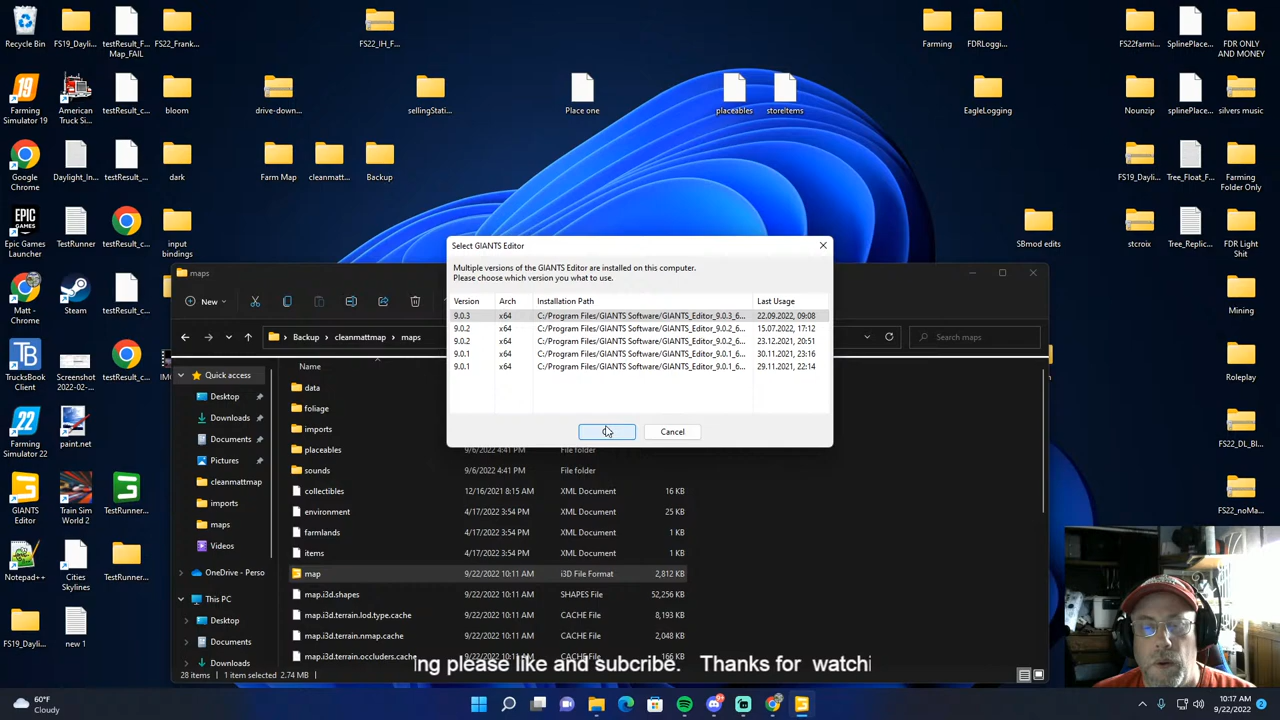 Recycle Bin
FS19_Dayli...
testResult_F... Map_FAIL
FS22_Frank...
FS22_IH_F...
Farming
FDRLoggi...
FS22farmi...
SplinePlace...
FDR ONLY AND MONEY
Farming Simulator 19
American Truck Si...
testResult_c...
bloom
drive-down...
sellingStati...
Place one
placeables
storeItems
EagleLogging
Nounzip
splinePlace...
silvers music
Google Chrome
Daylight_In...
testResult_c...
dark
Farm Map
cleanmatt...
Backup
FS19_Dayli...
Tree_Float_F...
Farming Folder Only
Epic Games Launcher
TestRunner
testResult_c...
input bindings
SBmod edits
stcroix
Tree_Replic...
FDR Light Shit
Matt - Chrome
Steam
testResult_c...
Mining
TrucksBook Client
Screenshot 2022-04-2...
testResult_c...
Roleplay
Farming Simulator 22
paint.net
FS22_DL_Bl...
GIANTS Editor
Train Sim World 2
TestRunner...
FS22_noMa...
Notepad++
Cities Skylines
TestRunner...
FS19_Dayli...
new 1
Select GIANTS Editor
Multiple versions of the GIANTS Editor are installed on this computer.
Please choose which version you what to use.
Version Arch Installation Path Last Usage
9.0.3 x64 C:/Program Files/GIANTS Software/GIANTS_Editor_9.0.3_6... 22.09.2022, 09:08
9.0.2 x64 C:/Program Files/GIANTS Software/GIANTS_Editor_9.0.2_6... 15.07.2022, 17:12
9.0.2 x64 C:/Program Files/GIANTS Software/GIANTS_Editor_9.0.2_6... 23.12.2021, 20:51
9.0.1 x64 C:/Program Files/GIANTS Software/GIANTS_Editor_9.0.1_6... 30.11.2021, 23:16
9.0.1 x64 C:/Program Files/GIANTS Software/GIANTS_Editor_9.0.1_6... 29.11.2021, 22:14
Cancel
maps
New
Backup > cleanmattmap > maps
Search maps
Name
Quick access
Desktop
Downloads
Documents
Pictures
cleanmattmap
imports
maps
Videos
OneDrive - Perso
This PC
Desktop
Documents
Downloads
data
foliage
imports
placeables 9/6/2022 4:41 PM File folder
sounds 9/6/2022 4:41 PM File folder
collectibles 12/16/2021 8:15 AM XML Document 16 KB
environment 4/17/2022 3:54 PM XML Document 25 KB
farmlands 4/17/2022 3:54 PM XML Document 1 KB
items 4/17/2022 3:54 PM XML Document 1 KB
map 9/22/2022 10:11 AM i3D File Format 2,812 KB
map.i3d.shapes 9/22/2022 10:11 AM SHAPES File 52,256 KB
map.i3d.terrain.lod.type.cache 9/22/2022 10:11 AM CACHE File 8,193 KB
map.i3d.terrain.nmap.cache 9/22/2022 10:11 AM CACHE File 2,048 KB
map.i3d.terrain.occluders.cache 9/22/2022 10:11 AM CACHE File
28 items 1 item selected 2.74 MB
ing please like and subcribe. Thanks for watchi
60°F
Cloudy
10:17 AM
9/22/2022
2